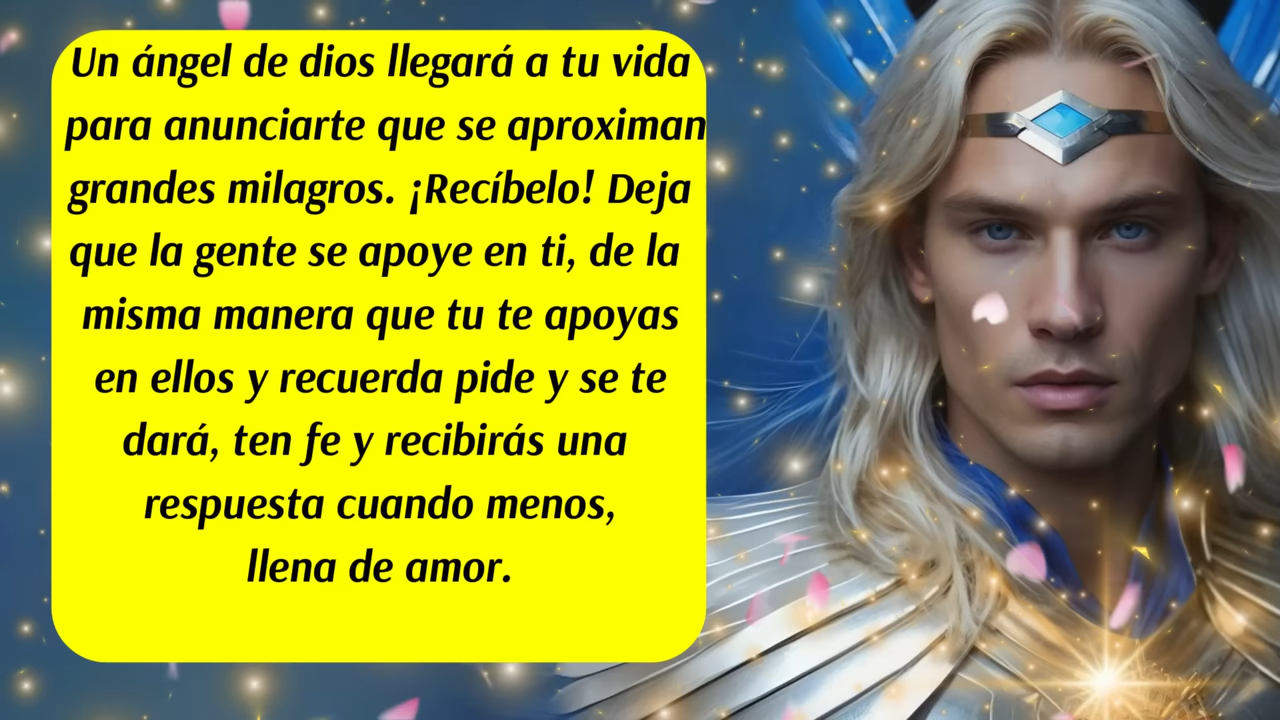 Un ángel de dios llegará a tu vida
para anunciarte que se aproximan
grandes milagros. ¡Recíbelo! Deja
que la gente se apoye en ti, de la
misma manera que tu te apoyas
en ellos y recuerda pide y se te
dará, ten fe y recibirás una
respuesta cuando menos,
llena de amor.